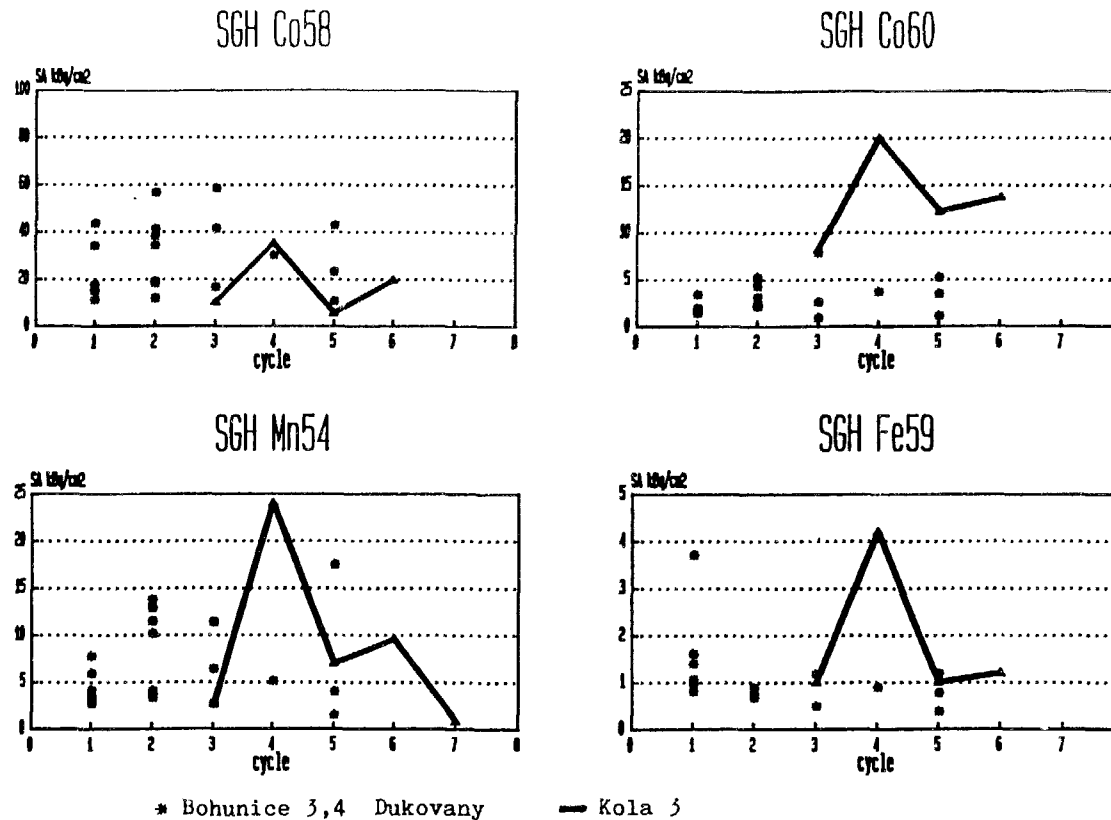 SGH Co58
SA kBq/cm2
100
80
60
40
20
0
0 1 2 3 4 5 6 7 8
cycle
SGH Co60
SA kBq/cm2
25
20
15
10
5
0
0 1 2 3 4 5 6 7
cycle
SGH Mn54
SA kBq/cm2
25
20
15
10
5
0
0 1 2 3 4 5 6 7 8
cycle
SGH Fe59
SA kBq/cm2
5
4
3
2
1
0
0 1 2 3 4 5 6 7
cycle
* Bohunice 3,4 Dukovany
Kola 3